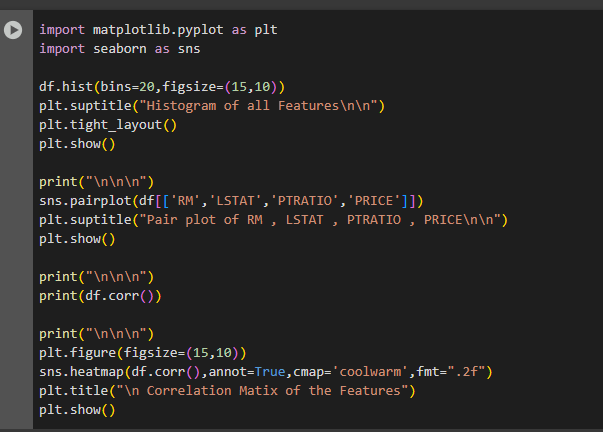 import matplotlib.pyplot as plt
import seaborn as sns
df.hist(bins=20,figsize=(15,10))
plt.suptitle("Histogram of all Features\n\n")
plt.tight_layout()
plt.show()
print("\n\n\n")
sns.pairplot(df[['RM','LSTAT','PTRATIO','PRICE']])
plt.suptitle("Pair plot of RM , LSTAT , PTRATIO , PRICE\n\n")
plt.show()
print("\n\n\n")
print(df.corr())
print("\n\n\n")
plt.figure(figsize=(15,10))
sns.heatmap(df.corr(),annot=True,cmap='coolwarm',fmt=".2f")
plt.title("\n Correlation Matix of the Features")
plt.show()